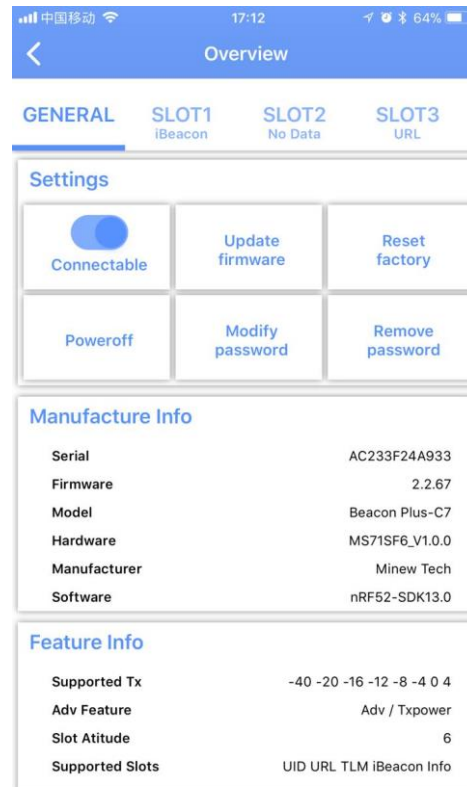 中国移动 17:12 64%
Overview
GENERAL SLOT1 SLOT2 SLOT3
iBeacon No Data URL
Settings
Connectable Update firmware Reset factory
Poweroff Modify password Remove password
Manufacture Info
Serial AC233F24A933
Firmware 2.2.67
Model Beacon Plus-C7
Hardware MS71SF6_V1.0.0
Manufacturer Minew Tech
Software nRF52-SDK13.0
Feature Info
Supported Tx -40 -20 -16 -12 -8 -4 0 4
Adv Feature Adv / Txpower
Slot Atitude 6
Supported Slots UID URL TLM iBeacon Info